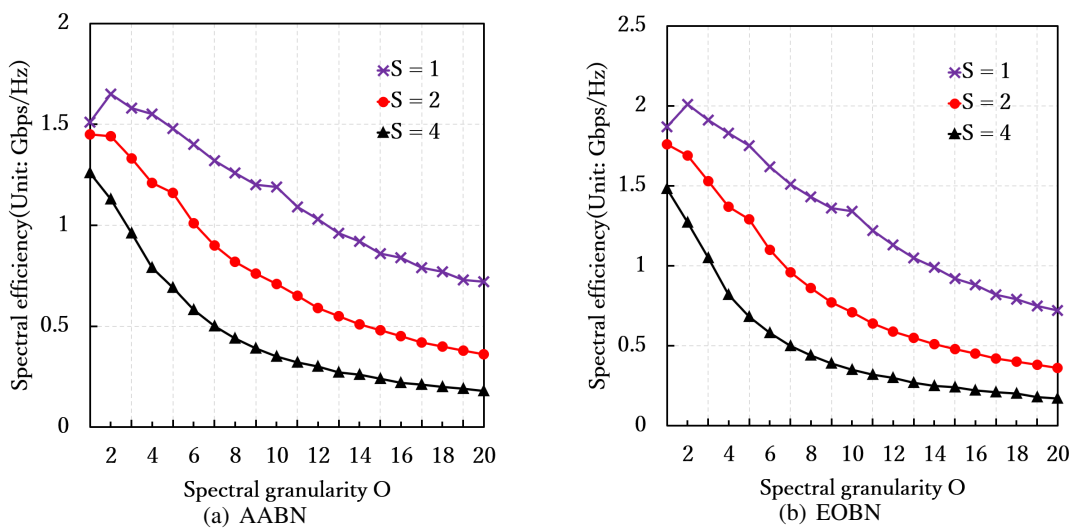 2
1.5
1
0.5
0
Spectral efficiency(Unit: Gbps/Hz)
S = 1
S = 2
S = 4
2 4 6 8 10 12 14 16 18 20
Spectral granularity O
(a) AABN
2.5
2
1.5
1
0.5
0
Spectral efficiency(Unit: Gbps/Hz)
S = 1
S = 2
S = 4
2 4 6 8 10 12 14 16 18 20
Spectral granularity O
(b) EOBN